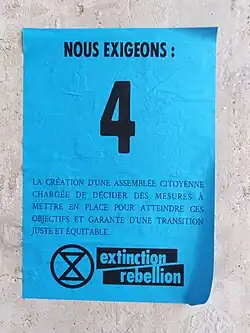 NOUS EXIGEONS :
4
LA CRÉATION D'UNE ASSEMBLÉE CITOYENNE
CHARGÉE DE DÉCIDER DES MESURES À
METTRE EN PLACE POUR ATTEINDRE CES
OBJECTIFS ET GARANTE D'UNE TRANSITION
JUSTE ET ÉQUITABLE.
extinction
rebellion